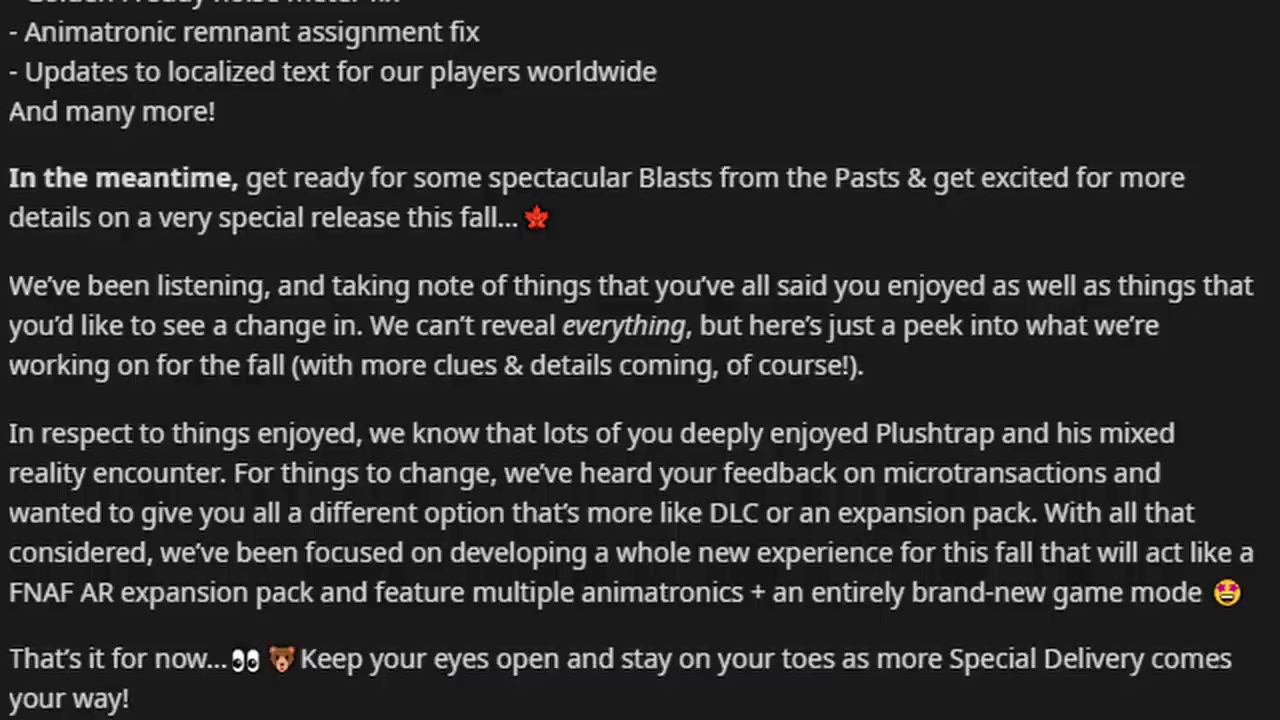 - Animatronic remnant assignment fix
- Updates to localized text for our players worldwide
And many more!
In the meantime, get ready for some spectacular Blasts from the Pasts & get excited for more
details on a very special release this fall... 🍁
We've been listening, and taking note of things that you've all said you enjoyed as well as things that
you'd like to see a change in. We can't reveal everything, but here's just a peek into what we're
working on for the fall (with more clues & details coming, of course!).
In respect to things enjoyed, we know that lots of you deeply enjoyed Plushtrap and his mixed
reality encounter. For things to change, we've heard your feedback on microtransactions and
wanted to give you all a different option that's more like DLC or an expansion pack. With all that
considered, we've been focused on developing a whole new experience for this fall that will act like a
FNAF AR expansion pack and feature multiple animatronics + an entirely brand-new game mode 🤩
That's it for now... 👀 🐻 Keep your eyes open and stay on your toes as more Special Delivery comes
your way!